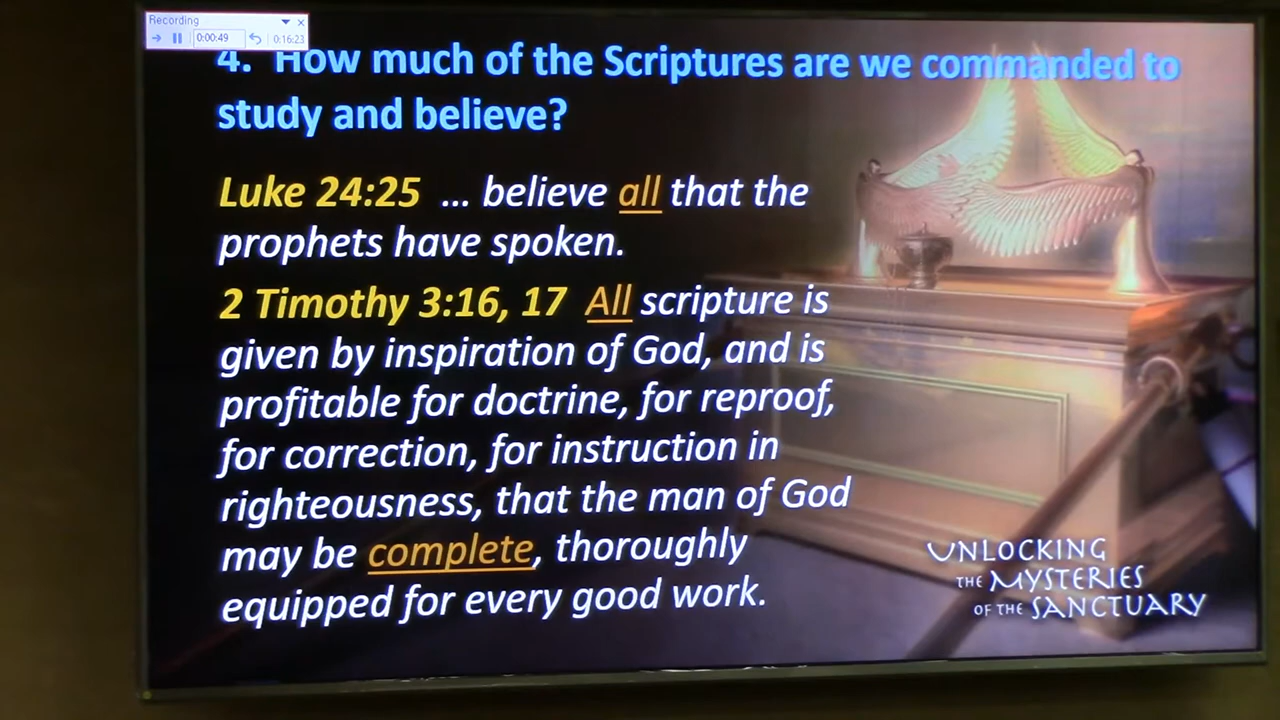 Recording
0:00:49
0:16:23
4. How much of the Scriptures are we commanded to
study and believe?
Luke 24:25 ... believe all that the
prophets have spoken.
2 Timothy 3:16, 17 All scripture is
given by inspiration of God, and is
profitable for doctrine, for reproof,
for correction, for instruction in
righteousness, that the man of God
may be complete, thoroughly
equipped for every good work.
UNLOCKING
THE MYSTERIES
OF THE SANCTUARY